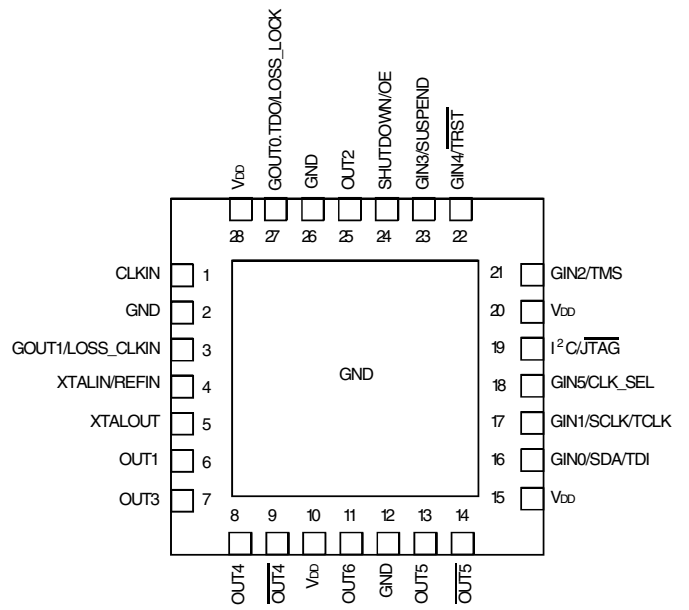 VDD
GOUT0.TDO/LOSS_LOCK
GND
OUT2
SHUTDOWN/OE
GIN3/SUSPEND
GIN4/TRST
28
27
26
25
24
23
22
CLKIN 1
GND 2
GOUT1/LOSS_CLKIN 3
XTALIN/REFIN 4
XTALOUT 5
OUT1 6
OUT3 7
GND
21 GIN2/TMS
20 VDD
19 I²C/JTAG
18 GIN5/CLK_SEL
17 GIN1/SCLK/TCLK
16 GIN0/SDA/TDI
15 VDD
8
9
10
11
12
13
14
OUT4
OUT4
VDD
OUT6
GND
OUT5
OUT5